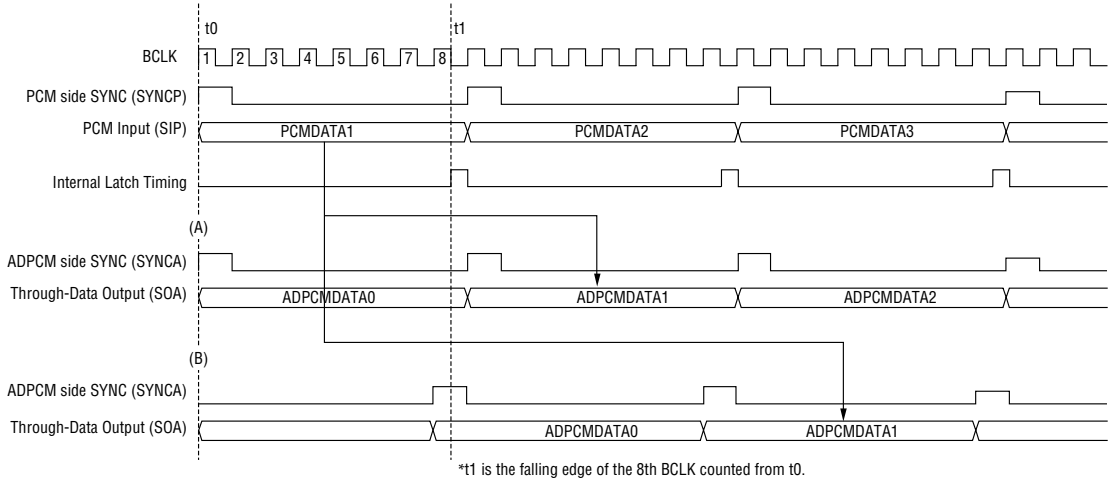 t0 t1
BCLK 1 2 3 4 5 6 7 8
PCM side SYNC (SYNCP)
PCM Input (SIP) PCMDATA1 PCMDATA2 PCMDATA3
Internal Latch Timing
(A)
ADPCM side SYNC (SYNCA)
Through-Data Output (SOA) ADPCMDATA0 ADPCMDATA1 ADPCMDATA2
(B)
ADPCM side SYNC (SYNCA)
Through-Data Output (SOA) ADPCMDATA0 ADPCMDATA1
*t1 is the falling edge of the 8th BCLK counted from t0.